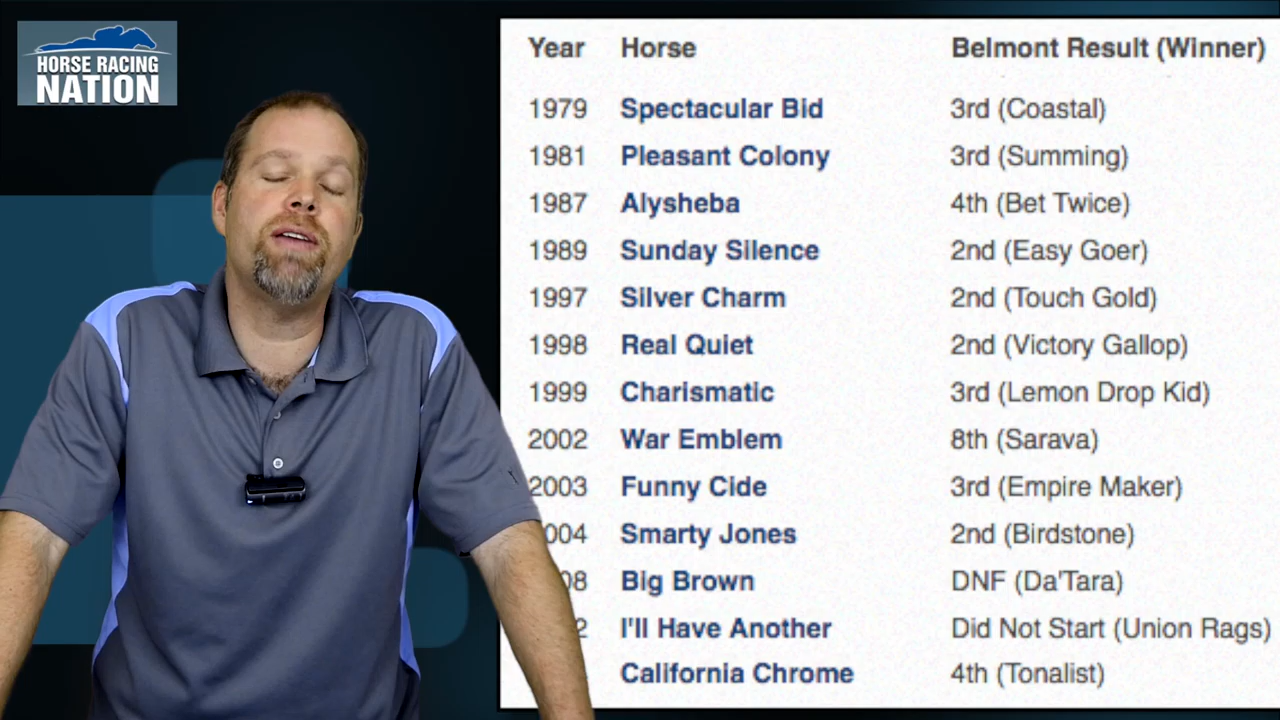 HORSE RACING
NATION
Year Horse Belmont Result (Winner)
1979 Spectacular Bid 3rd (Coastal)
1981 Pleasant Colony 3rd (Summing)
1987 Alysheba 4th (Bet Twice)
1989 Sunday Silence 2nd (Easy Goer)
1997 Silver Charm 2nd (Touch Gold)
1998 Real Quiet 2nd (Victory Gallop)
1999 Charismatic 3rd (Lemon Drop Kid)
2002 War Emblem 8th (Sarava)
2003 Funny Cide 3rd (Empire Maker)
004 Smarty Jones 2nd (Birdstone)
08 Big Brown DNF (Da'Tara)
2 I'll Have Another Did Not Start (Union Rags)
California Chrome 4th (Tonalist)